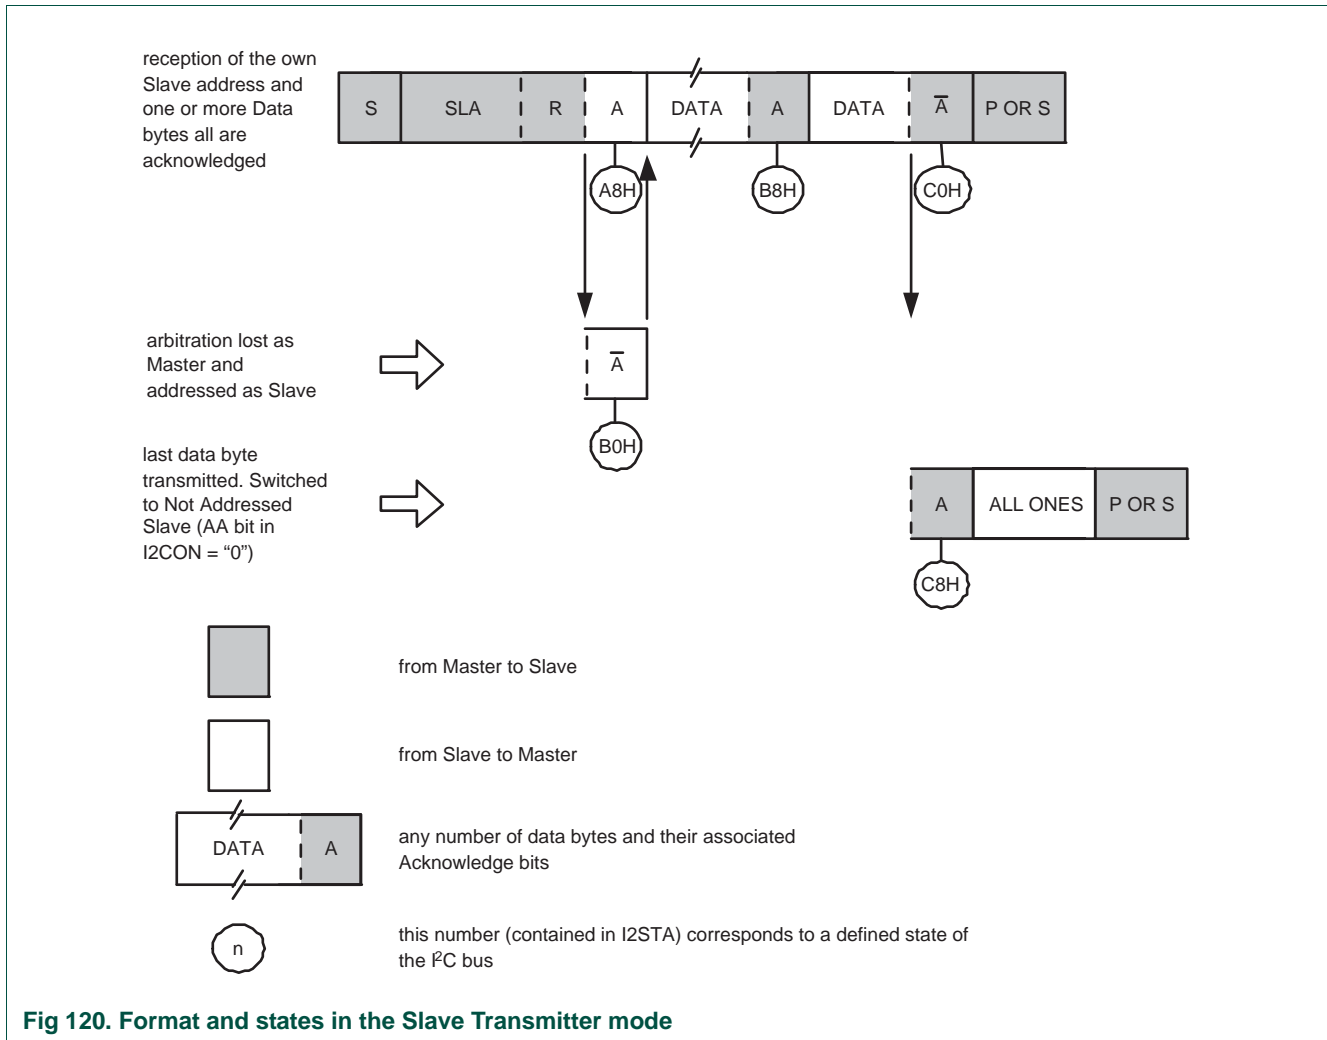 reception of the own
Slave address and
one or more Data
bytes all are
acknowledged
S SLA R A DATA A DATA A̅ P OR S
A8H B8H C0H
arbitration lost as
Master and
addressed as Slave
A̅
B0H
last data byte
transmitted. Switched
to Not Addressed
Slave (AA bit in
I2CON = “0”)
A ALL ONES P OR S
C8H
from Master to Slave
from Slave to Master
DATA A
any number of data bytes and their associated
Acknowledge bits
n
this number (contained in I2STA) corresponds to a defined state of
the I²C bus
Fig 120. Format and states in the Slave Transmitter mode